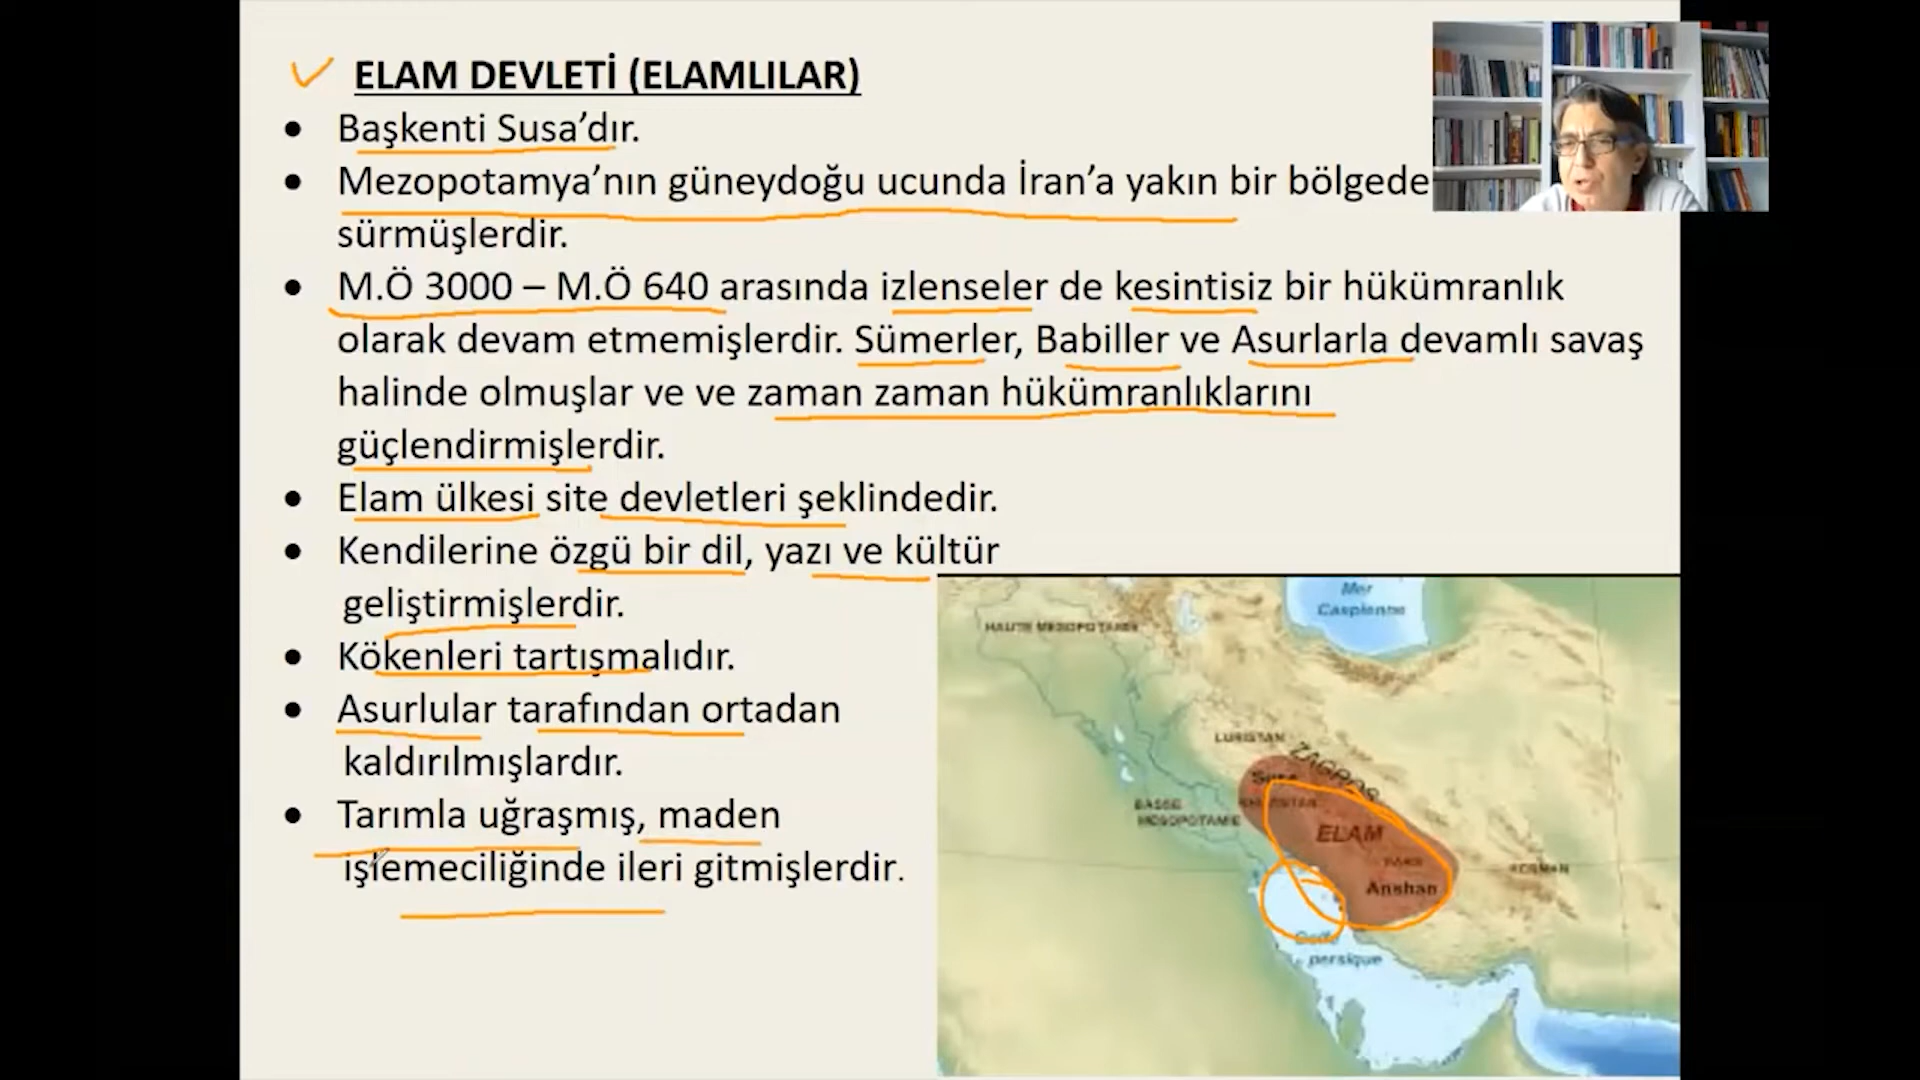 ELAM DEVLETİ (ELAMLILAR)
• Başkenti Susa’dır.
• Mezopotamya’nın güneydoğu ucunda İran’a yakın bir bölgede
sürmüşlerdir.
• M.Ö 3000 – M.Ö 640 arasında izlenseler de kesintisiz bir hükümranlık
olarak devam etmemişlerdir. Sümerler, Babiller ve Asurlarla devamlı savaş
halinde olmuşlar ve ve zaman zaman hükümranlıklarını
güçlendirmişlerdir.
• Elam ülkesi site devletleri şeklindedir.
• Kendilerine özgü bir dil, yazı ve kültür
geliştirmişlerdir.
• Kökenleri tartışmalıdır.
• Asurlular tarafından ortadan
kaldırılmışlardır.
• Tarımla uğraşmış, maden
işlemeciliğinde ileri gitmişlerdir.
Mer
Caspienne
HAUTE MESOPOTAMIE
LURISTAN
ZAGROS
Suse
BASSE
MESOPOTAMIE
ELAM
Anshan
KERMAN
Golfe
persique